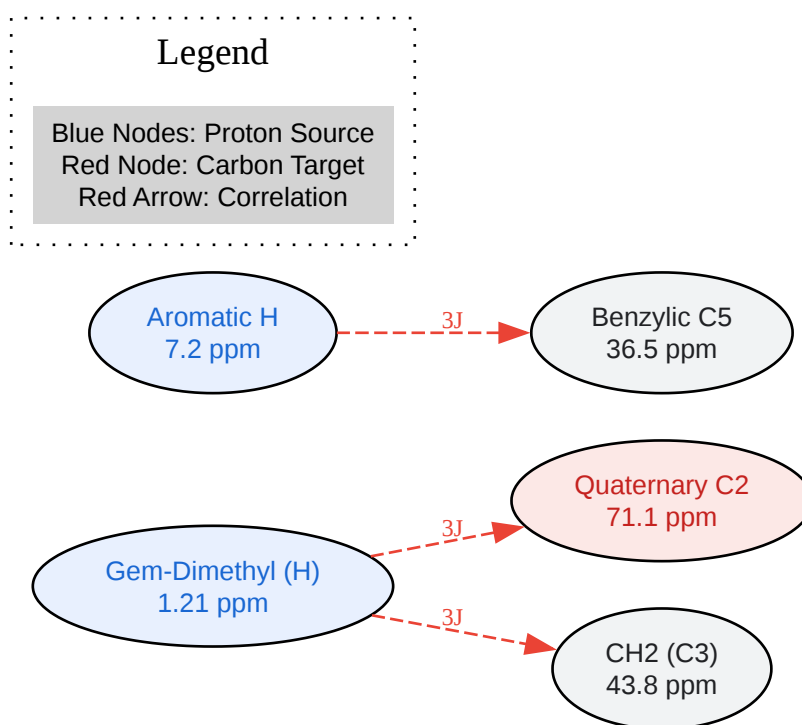 Legend
Blue Nodes: Proton Source
Red Node: Carbon Target
Red Arrow: Correlation
Aromatic H
7.2 ppm
3J
Benzylic C5
36.5 ppm
Gem-Dimethyl (H)
1.21 ppm
3J
Quaternary C2
71.1 ppm
3J
CH2 (C3)
43.8 ppm